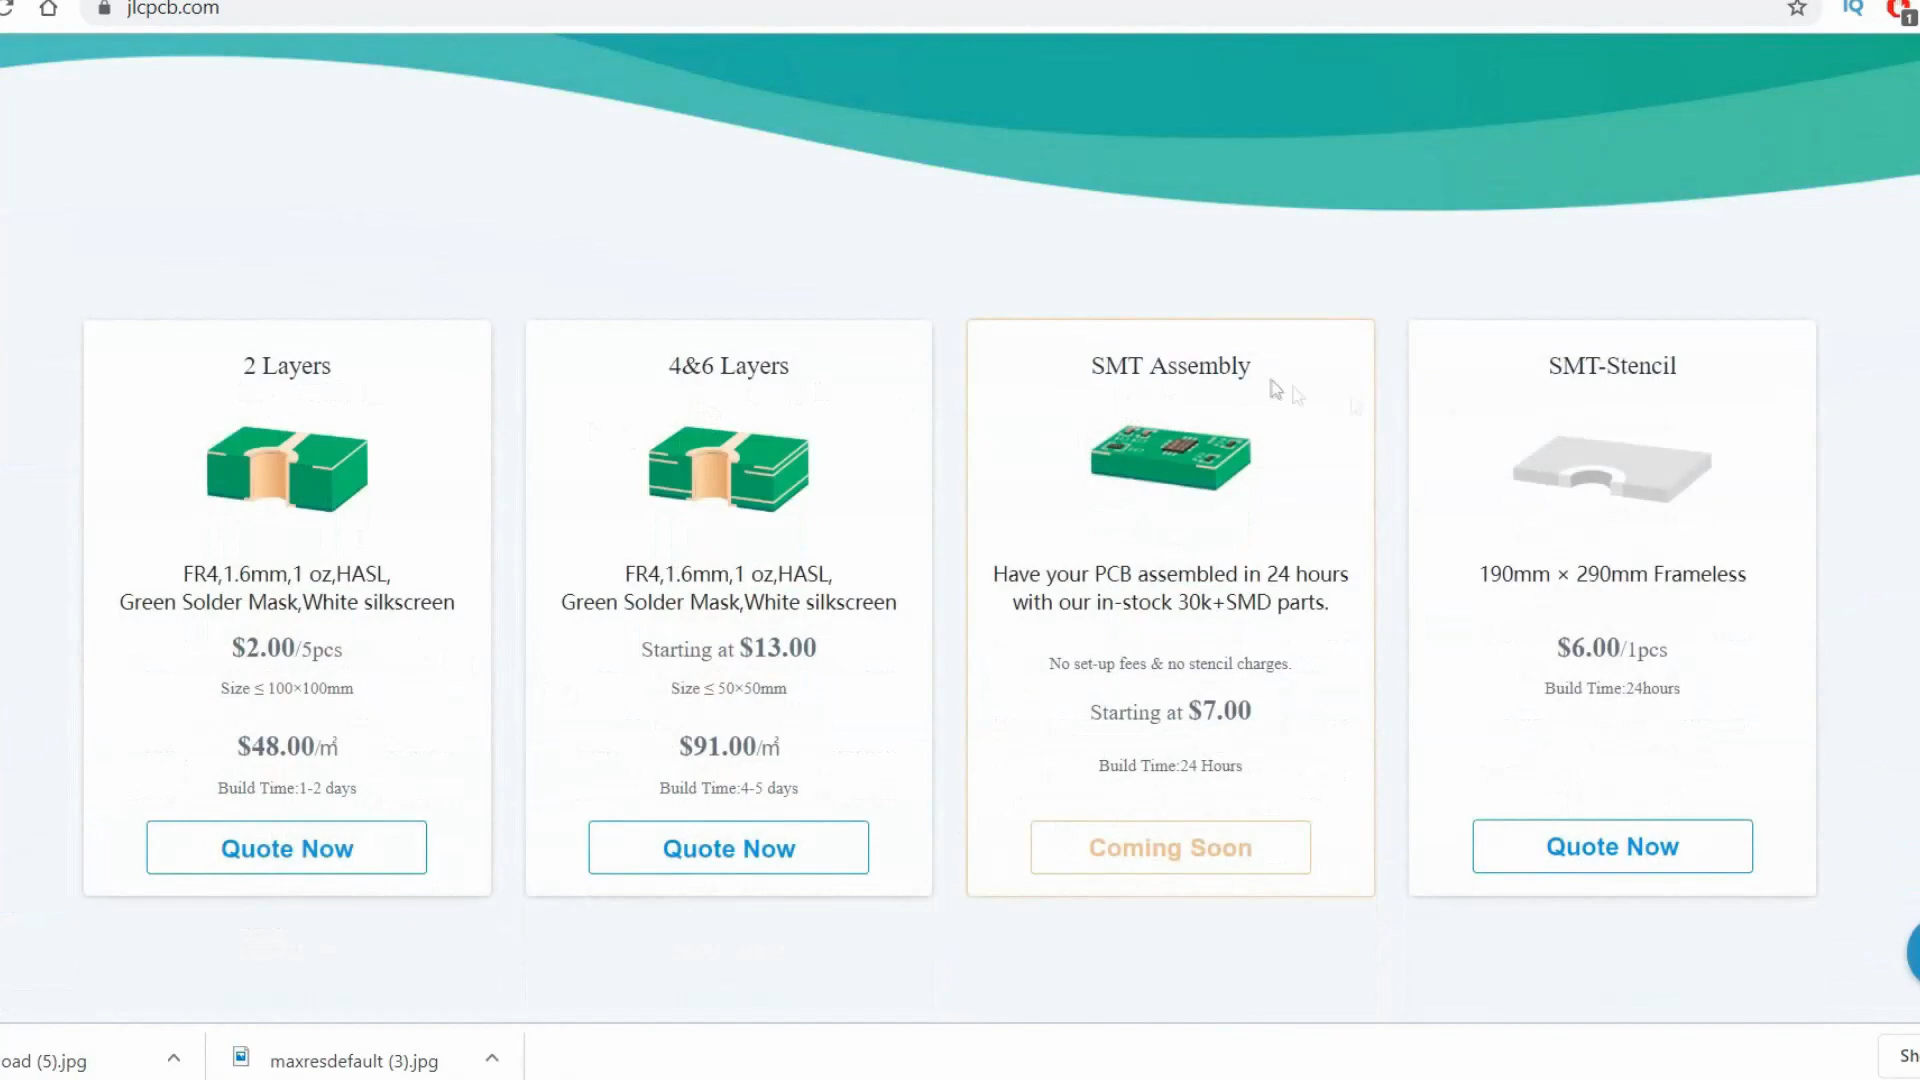 jlcpcb.com
IQ
1
2 Layers
FR4,1.6mm,1 oz,HASL,
Green Solder Mask,White silkscreen
$2.00/5pcs
Size ≤ 100×100mm
$48.00/㎡
Build Time:1-2 days
Quote Now
4&6 Layers
FR4,1.6mm,1 oz,HASL,
Green Solder Mask,White silkscreen
Starting at $13.00
Size ≤ 50×50mm
$91.00/㎡
Build Time:4-5 days
Quote Now
SMT Assembly
Have your PCB assembled in 24 hours
with our in-stock 30k+SMD parts.
No set-up fees & no stencil charges.
Starting at $7.00
Build Time:24 Hours
Coming Soon
SMT-Stencil
190mm × 290mm Frameless
$6.00/1pcs
Build Time:24hours
Quote Now
oad (5).jpg
maxresdefault (3).jpg
Sh